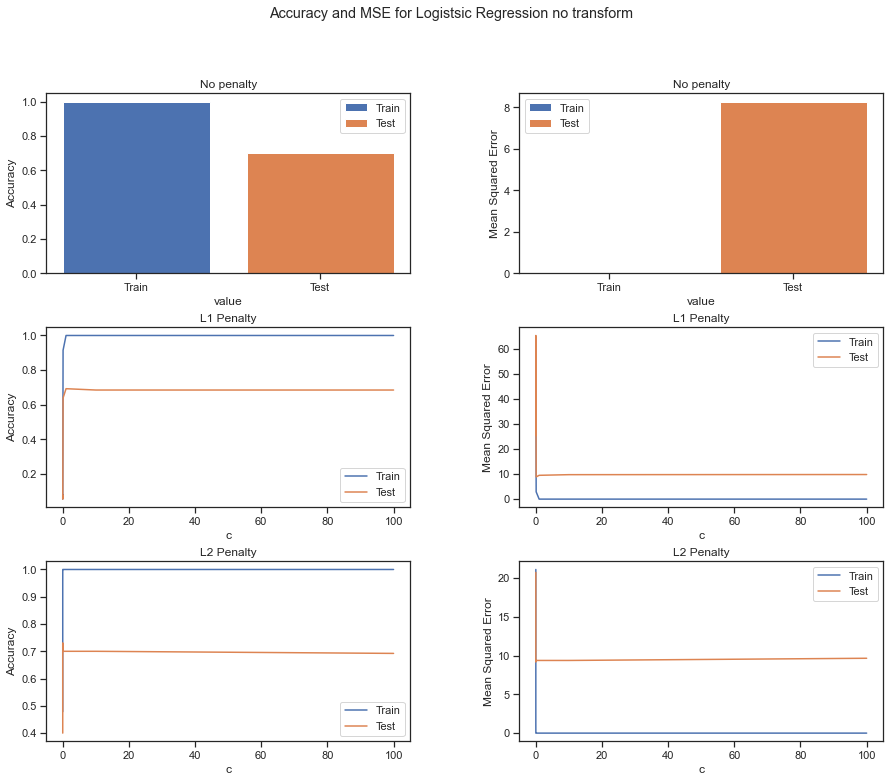 Accuracy and MSE for Logistsic Regression no transform
No penalty
Accuracy
1.0
0.8
0.6
0.4
0.2
0.0
Train
Test
Train
Test
value
No penalty
Mean Squared Error
8
6
4
2
0
Train
Test
Train
Test
value
L1 Penalty
Accuracy
1.0
0.8
0.6
0.4
0.2
Train
Test
0 20 40 60 80 100
c
L1 Penalty
Mean Squared Error
60
50
40
30
20
10
0
Train
Test
0 20 40 60 80 100
c
L2 Penalty
Accuracy
1.0
0.9
0.8
0.7
0.6
0.5
0.4
Train
Test
0 20 40 60 80 100
c
L2 Penalty
Mean Squared Error
20
15
10
5
0
Train
Test
0 20 40 60 80 100
c